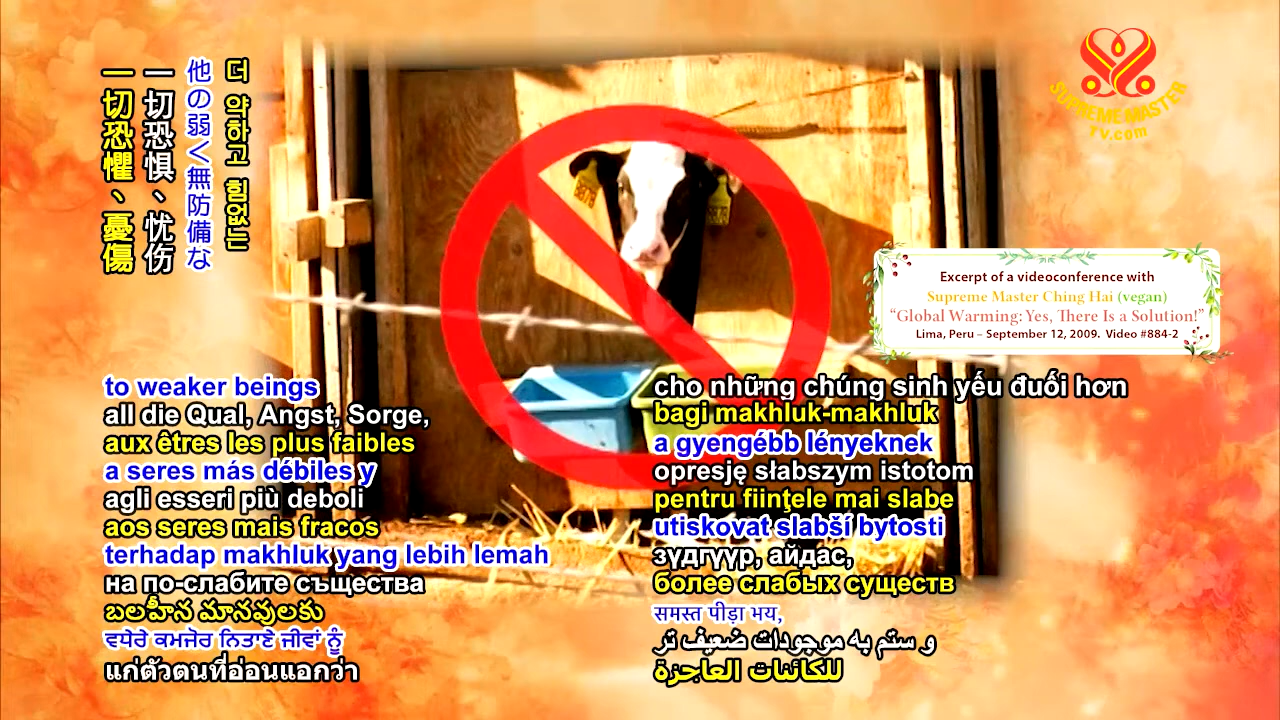 一切恐懼、憂傷
一切恐惧、忧伤
他の弱く無防備な
더 약하고 힘없니
SUPREME MASTER
TV.com
Excerpt of a videoconference with
Supreme Master Ching Hai (vegan)
“Global Warming: Yes, There Is a Solution!”
Lima, Peru – September 12, 2009. Video #884-2
to weaker beings
all die Qual, Angst, Sorge,
aux êtres les plus faibles
a seres más débiles y
agli esseri più deboli
aos seres mais fracos
terhadap makhluk yang lebih lemah
на по-слабите същества
బలహీన మానవులకు
ਵਧੇਰੇ ਕਮਜੋਰ ਨਿਤਾਣੇ ਜੀਵਾਂ ਨੂੰ
แก่ตัวตนที่อ่อนแอกว่า
cho những chúng sinh yếu đuối hơn
bagi makhluk-makhluk
a gyengébb lényeknek
opresję słabszym istotom
pentru fiinţele mai slabe
utiskovat slabší bytosti
зүдгүүр, айдас,
более слабых существ
समस्त पीड़ा भय,
و ستم به موجودات ضعیف تر
للكائنات العاجزة